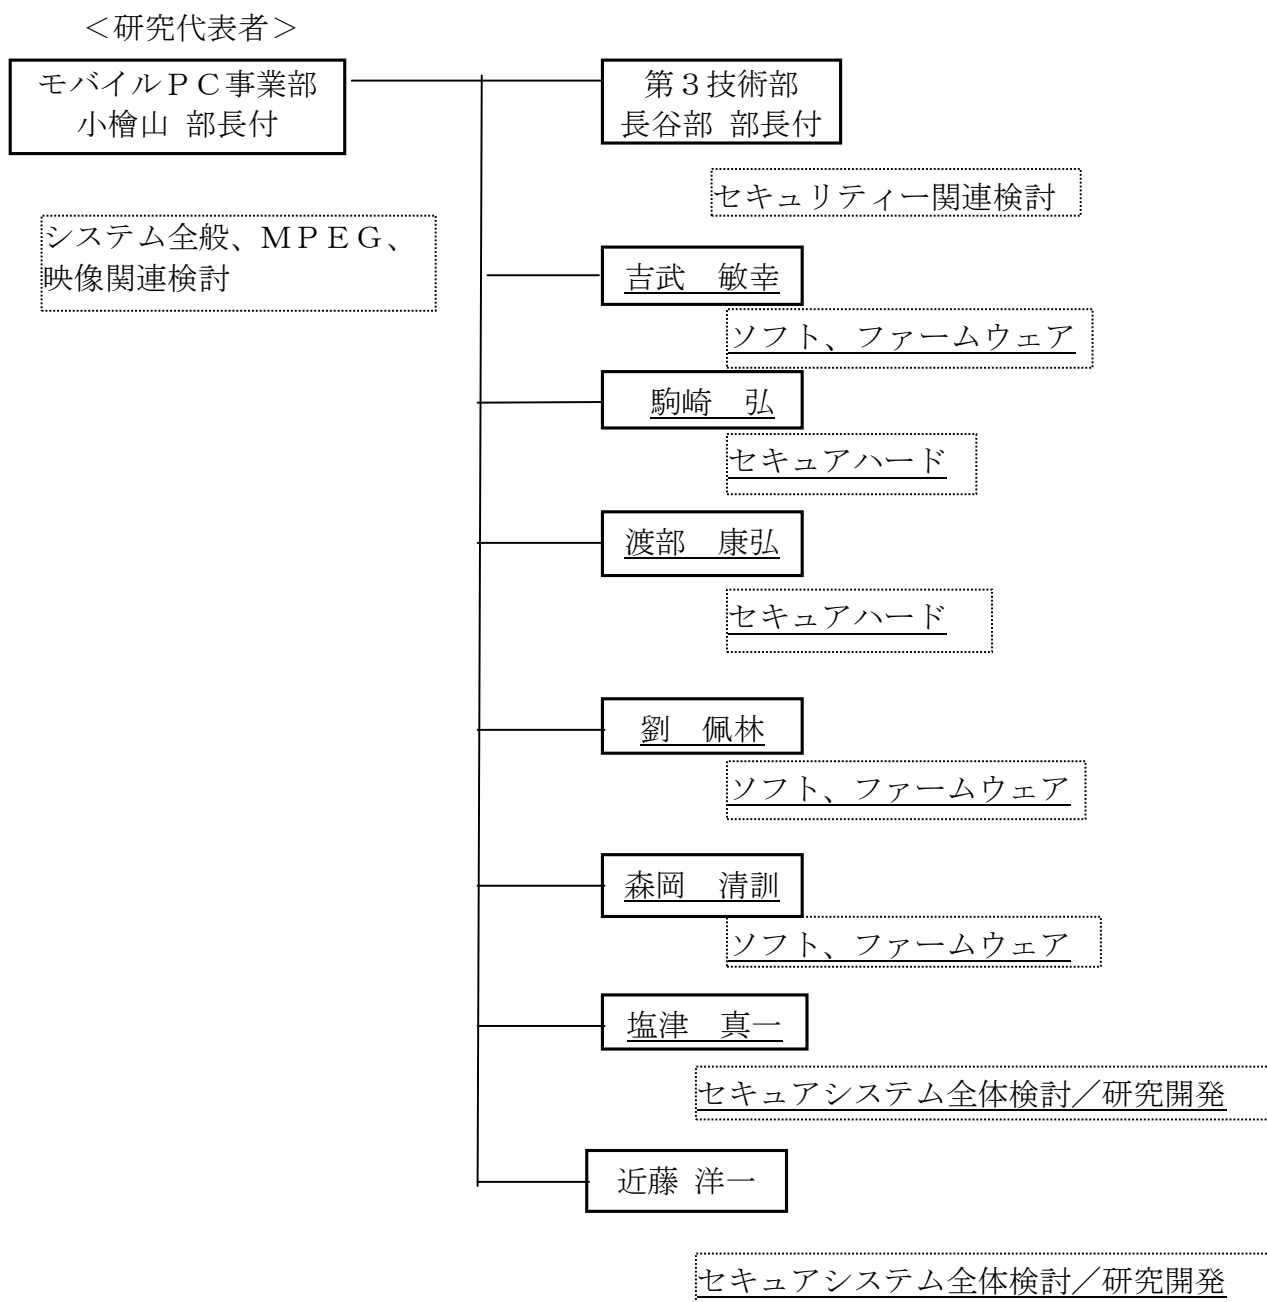 ＜研究代表者＞
モバイルＰＣ事業部
小檜山 部長付
第３技術部
長谷部 部長付
セキュリティー関連検討
システム全般、ＭＰＥＧ、
映像関連検討
吉武　敏幸
ソフト、ファームウェア
駒崎　弘
セキュアハード
渡部　康弘
セキュアハード
劉　佩林
ソフト、ファームウェア
森岡　清訓
ソフト、ファームウェア
塩津　真一
セキュアシステム全体検討／研究開発
近藤 洋一
セキュアシステム全体検討／研究開発